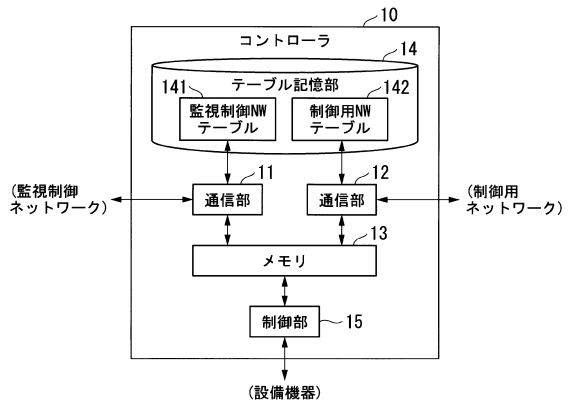 10
コントローラ
14
テーブル記憶部
141
142
監視制御NW
テーブル
制御用NW
テーブル
11
12
(監視制御
ネットワーク)
通信部
通信部
(制御用
ネットワーク)
13
メモリ
制御部
15
(設備機器)